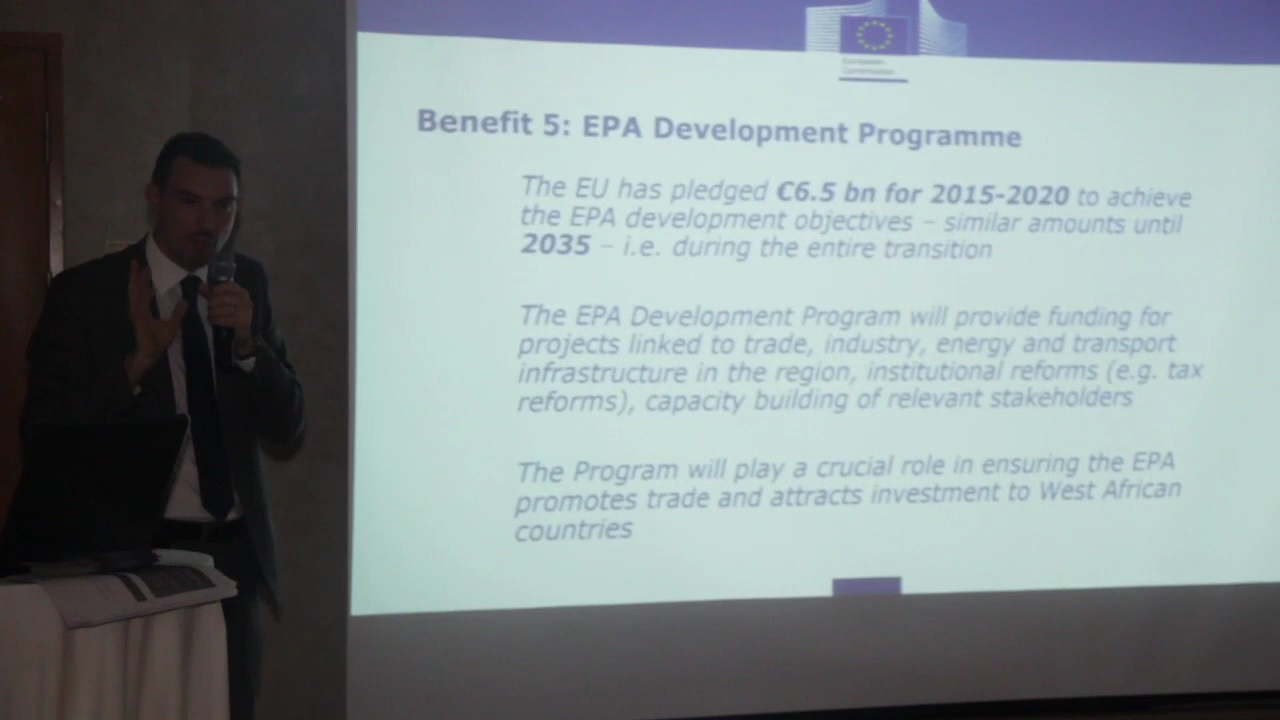 European
Commission
Benefit 5: EPA Development Programme
The EU has pledged €6.5 bn for 2015-2020 to achieve
the EPA development objectives – similar amounts until
2035 – i.e. during the entire transition
The EPA Development Program will provide funding for
projects linked to trade, industry, energy and transport
infrastructure in the region, institutional reforms (e.g. tax
reforms), capacity building of relevant stakeholders
The Program will play a crucial role in ensuring the EPA
promotes trade and attracts investment to West African
countries